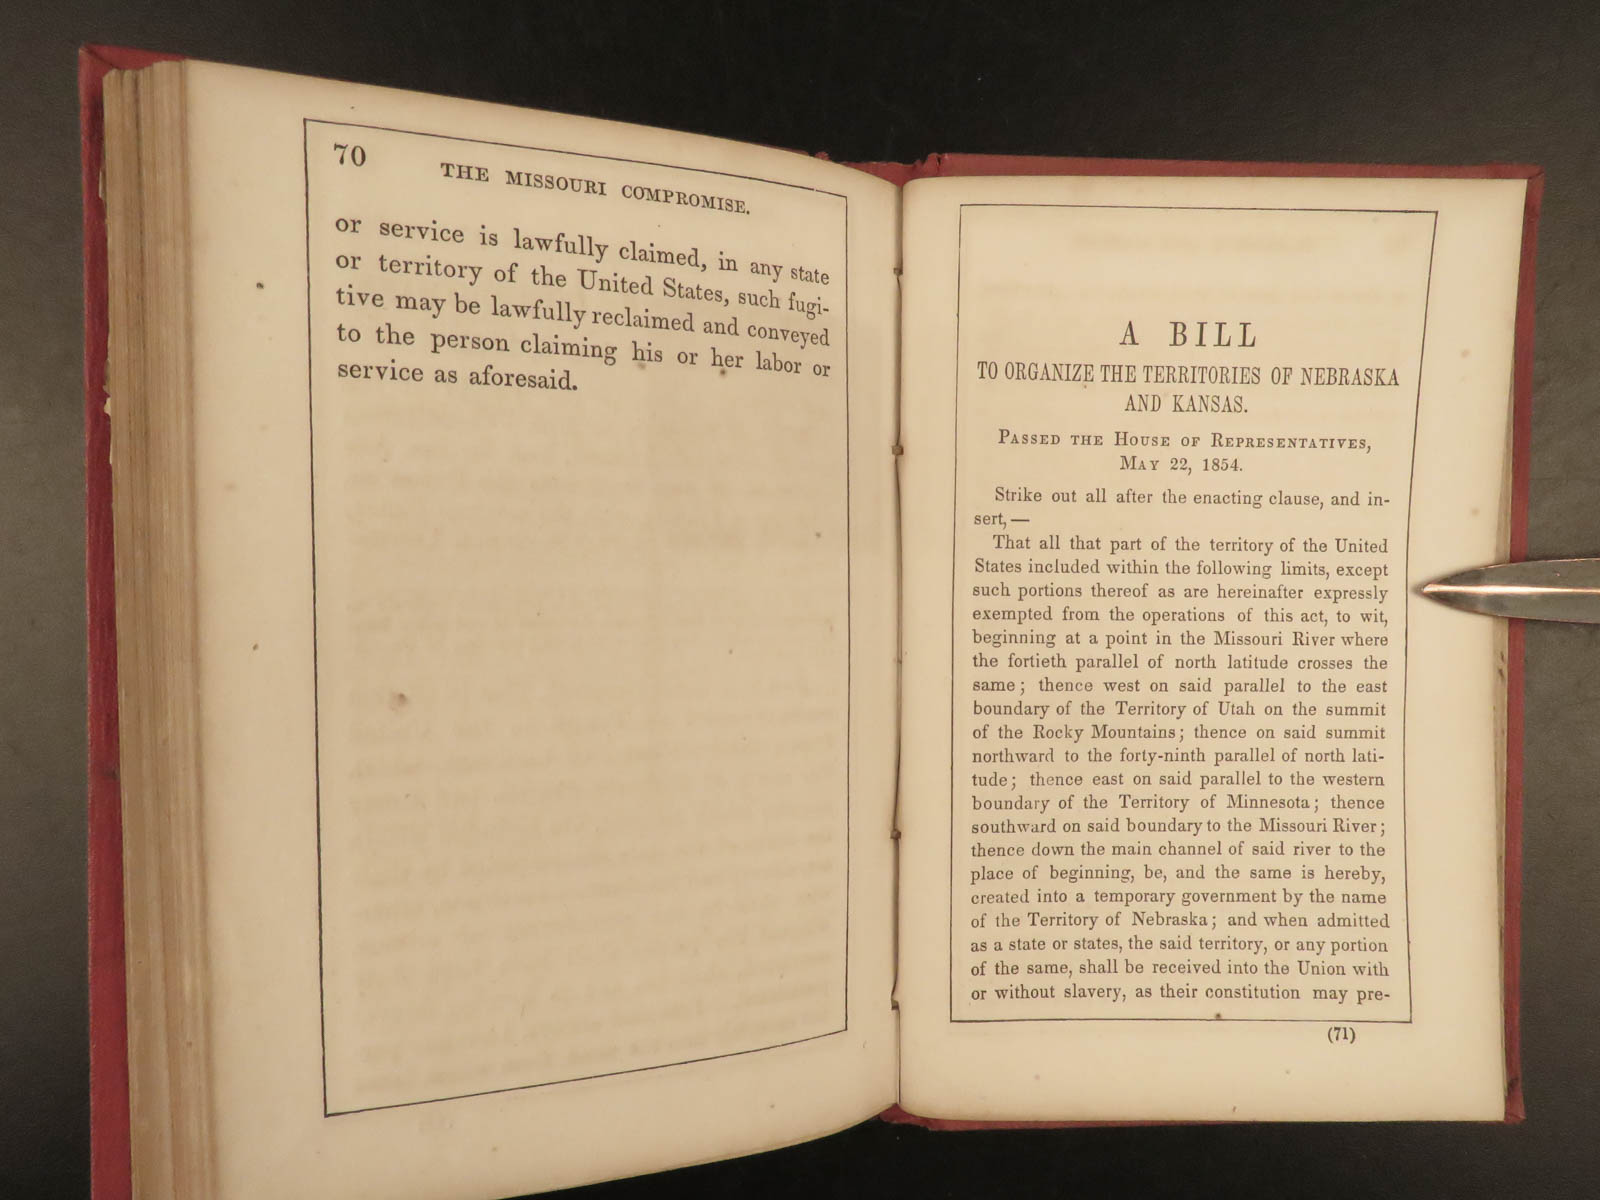 70
THE MISSOURI COMPROMISE.
or service is lawfully claimed, in any state
or territory of the United States, such fugi-
tive may be lawfully reclaimed and conveyed
to the person claiming his or her labor or
service as aforesaid.
A BILL
TO ORGANIZE THE TERRITORIES OF NEBRASKA
AND KANSAS.
PASSED THE HOUSE OF REPRESENTATIVES,
MAY 22, 1854.
Strike out all after the enacting clause, and in-
sert,—
That all that part of the territory of the United
States included within the following limits, except
such portions thereof as are hereinafter expressly
exempted from the operations of this act, to wit,
beginning at a point in the Missouri River where
the fortieth parallel of north latitude crosses the
same; thence west on said parallel to the east
boundary of the Territory of Utah on the summit
of the Rocky Mountains; thence on said summit
northward to the forty-ninth parallel of north lati-
tude; thence east on said parallel to the western
boundary of the Territory of Minnesota; thence
southward on said boundary to the Missouri River;
thence down the main channel of said river to the
place of beginning, be, and the same is hereby,
created into a temporary government by the name
of the Territory of Nebraska; and when admitted
as a state or states, the said territory, or any portion
of the same, shall be received into the Union with
or without slavery, as their constitution may pre-
(71)